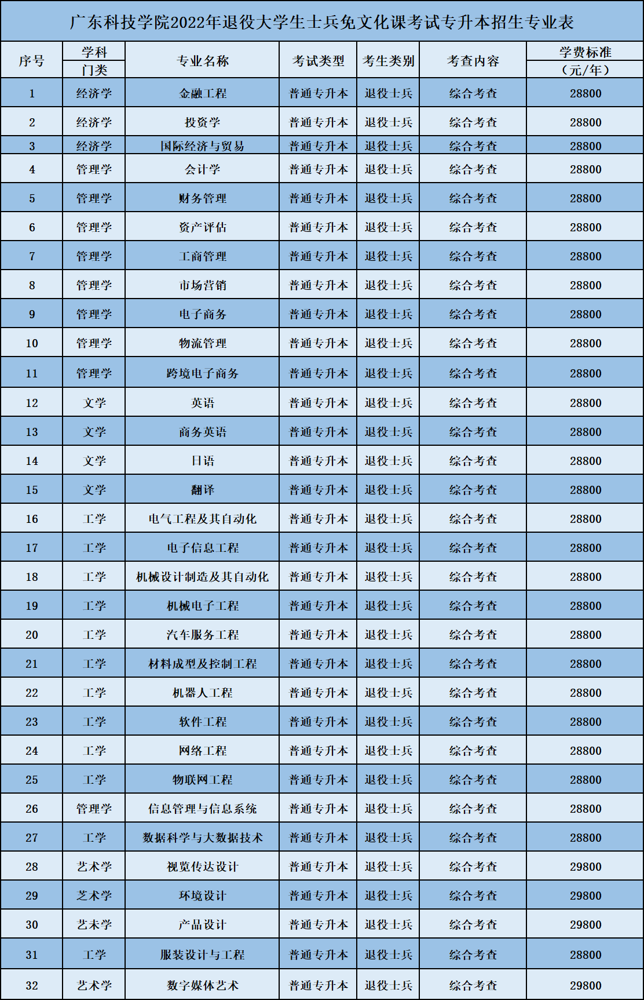 广东科技学院2022年退役大学生士兵免文化课考试专升本招生专业表
序号 学科门类 专业名称 考试类型 考生类别 考查内容 学费标准（元/年）
1 经济学 金融工程 普通专升本 退役士兵 综合考查 28800
2 经济学 投资学 普通专升本 退役士兵 综合考查 28800
3 经济学 国际经济与贸易 普通专升本 退役士兵 综合考查 28800
4 管理学 会计学 普通专升本 退役士兵 综合考查 28800
5 管理学 财务管理 普通专升本 退役士兵 综合考查 28800
6 管理学 资产评估 普通专升本 退役士兵 综合考查 28800
7 管理学 工商管理 普通专升本 退役士兵 综合考查 28800
8 管理学 市场营销 普通专升本 退役士兵 综合考查 28800
9 管理学 电子商务 普通专升本 退役士兵 综合考查 28800
10 管理学 物流管理 普通专升本 退役士兵 综合考查 28800
11 管理学 跨境电子商务 普通专升本 退役士兵 综合考查 28800
12 文学 英语 普通专升本 退役士兵 综合考查 28800
13 文学 商务英语 普通专升本 退役士兵 综合考查 28800
14 文学 日语 普通专升本 退役士兵 综合考查 28800
15 文学 翻译 普通专升本 退役士兵 综合考查 28800
16 工学 电气工程及其自动化 普通专升本 退役士兵 综合考查 28800
17 工学 电子信息工程 普通专升本 退役士兵 综合考查 28800
18 工学 机械设计制造及其自动化 普通专升本 退役士兵 综合考查 28800
19 工学 机械电子工程 普通专升本 退役士兵 综合考查 28800
20 工学 汽车服务工程 普通专升本 退役士兵 综合考查 28800
21 工学 材料成型及控制工程 普通专升本 退役士兵 综合考查 28800
22 工学 机器人工程 普通专升本 退役士兵 综合考查 28800
23 工学 软件工程 普通专升本 退役士兵 综合考查 28800
24 工学 网络工程 普通专升本 退役士兵 综合考查 28800
25 工学 物联网工程 普通专升本 退役士兵 综合考查 28800
26 管理学 信息管理与信息系统 普通专升本 退役士兵 综合考查 28800
27 工学 数据科学与大数据技术 普通专升本 退役士兵 综合考查 28800
28 艺术学 视览传达设计 普通专升本 退役士兵 综合考查 29800
29 芝术学 环境设计 普通专升本 退役士兵 综合考查 29800
30 艺未学 产品设计 普通专升本 退役士兵 综合考查 29800
31 工学 服装设计与工程 普通专升本 退役士兵 综合考查 28800
32 艺术学 数字媒体艺术 普通专升本 退役士兵 综合考查 29800